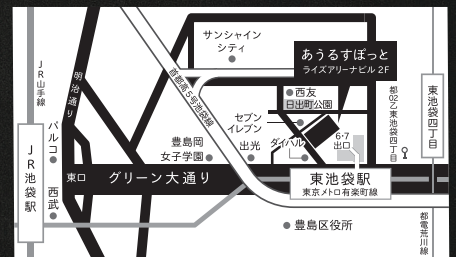 サンシャイン
シティ
あうるすぽっと
ライズアリーナビル 2F
JR山手線
明治通り
首都高5号池袋線
西友
日出町公園
都02乙東池袋四丁目
東池袋四丁目
パルコ
セブン
イレブン
ダイハル
6・7
出口
豊島岡
女子学園
出光
JR池袋駅
東口
グリーン大通り
東池袋駅
東京メトロ有楽町線
西武
豊島区役所
都電荒川線